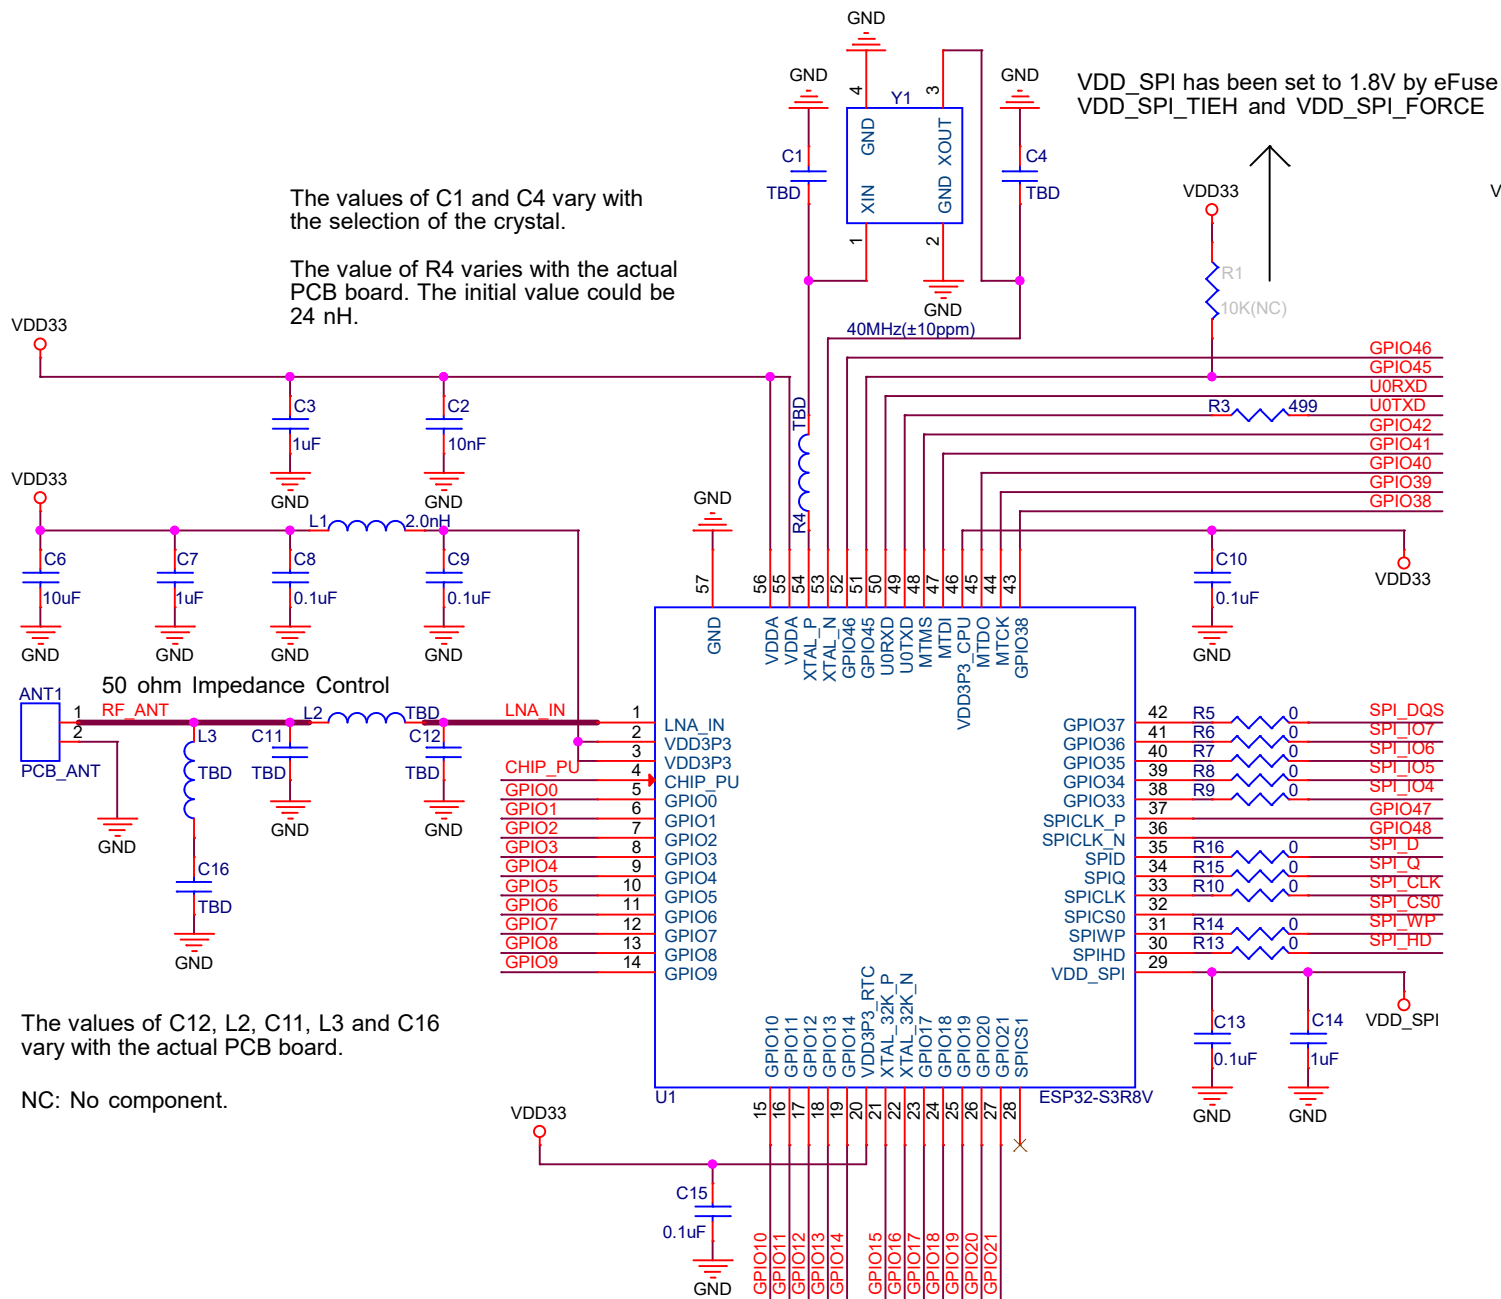 GND
GND
GND
VDD_SPI has been set to 1.8V by eFuse
VDD_SPI_TIEH and VDD_SPI_FORCE
4
3
Y1
GND
XOUT
XIN
GND
1
2
C1
TBD
C4
TBD
VDD33
V
The values of C1 and C4 vary with
the selection of the crystal.
The value of R4 varies with the actual
PCB board. The initial value could be
24 nH.
R1
10K(NC)
GND
40MHz(±10ppm)
VDD33
GPIO46
GPIO45
U0RXD
R3 499 U0TXD
GPIO42
GPIO41
GPIO40
GPIO39
GPIO38
C3
1uF
C2
10nF
TBD
R4
GND
GND
VDD33
GND
L1 2.0nH
C6
10uF
C7
1uF
C8
0.1uF
C9
0.1uF
C10
0.1uF
VDD33
GND
GND
GND
GND
GND
57
56
55
54
53
52
51
50
49
48
47
46
45
44
43
GND
VDDA
VDDA
XTAL_P
XTAL_N
GPIO46
GPIO45
U0RXD
U0TXD
MTMS
MTDI
VDD3P3_CPU
MTDO
MTCK
GPIO38
50 ohm Impedance Control
ANT1
1
2
PCB_ANT
RF_ANT
L2 TBD
LNA_IN
L3
TBD
C11
TBD
C12
TBD
GND
GND
GND
C16
TBD
GND
1 LNA_IN
2 VDD3P3
3 VDD3P3
CHIP_PU 4 CHIP_PU
GPIO0 5 GPIO0
GPIO1 6 GPIO1
GPIO2 7 GPIO2
GPIO3 8 GPIO3
GPIO4 9 GPIO4
GPIO5 10 GPIO5
GPIO6 11 GPIO6
GPIO7 12 GPIO7
GPIO8 13 GPIO8
GPIO9 14 GPIO9
GPIO37 42 R5 0 SPI_DQS
GPIO36 41 R6 0 SPI_IO7
GPIO35 40 R7 0 SPI_IO6
GPIO34 39 R8 0 SPI_IO5
GPIO33 38 R9 0 SPI_IO4
SPICLK_P 37 GPIO47
SPICLK_N 36 GPIO48
SPID 35 R16 0 SPI_D
SPIQ 34 R15 0 SPI_Q
SPICLK 33 R10 0 SPI_CLK
SPICS0 32 SPI_CS0
SPIWP 31 R14 0 SPI_WP
SPIHD 30 R13 0 SPI_HD
VDD_SPI 29
C13
0.1uF
C14
1uF
VDD_SPI
GND
GND
The values of C12, L2, C11, L3 and C16
vary with the actual PCB board.
NC: No component.
GPIO10
GPIO11
GPIO12
GPIO13
GPIO14
VDD3P3_RTC
XTAL_32K_P
XTAL_32K_N
GPIO17
GPIO18
GPIO19
GPIO20
GPIO21
SPICS1
U1
ESP32-S3R8V
15
16
17
18
19
20
21
22
23
24
25
26
27
28
VDD33
C15
0.1uF
GND
GPIO10
GPIO11
GPIO12
GPIO13
GPIO14
GPIO15
GPIO16
GPIO17
GPIO18
GPIO19
GPIO20
GPIO21